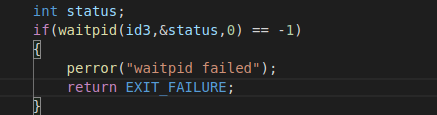 int status;
if(waitpid(id3,&status,0) == -1)
{
perror("waitpid failed");
return EXIT_FAILURE;
}